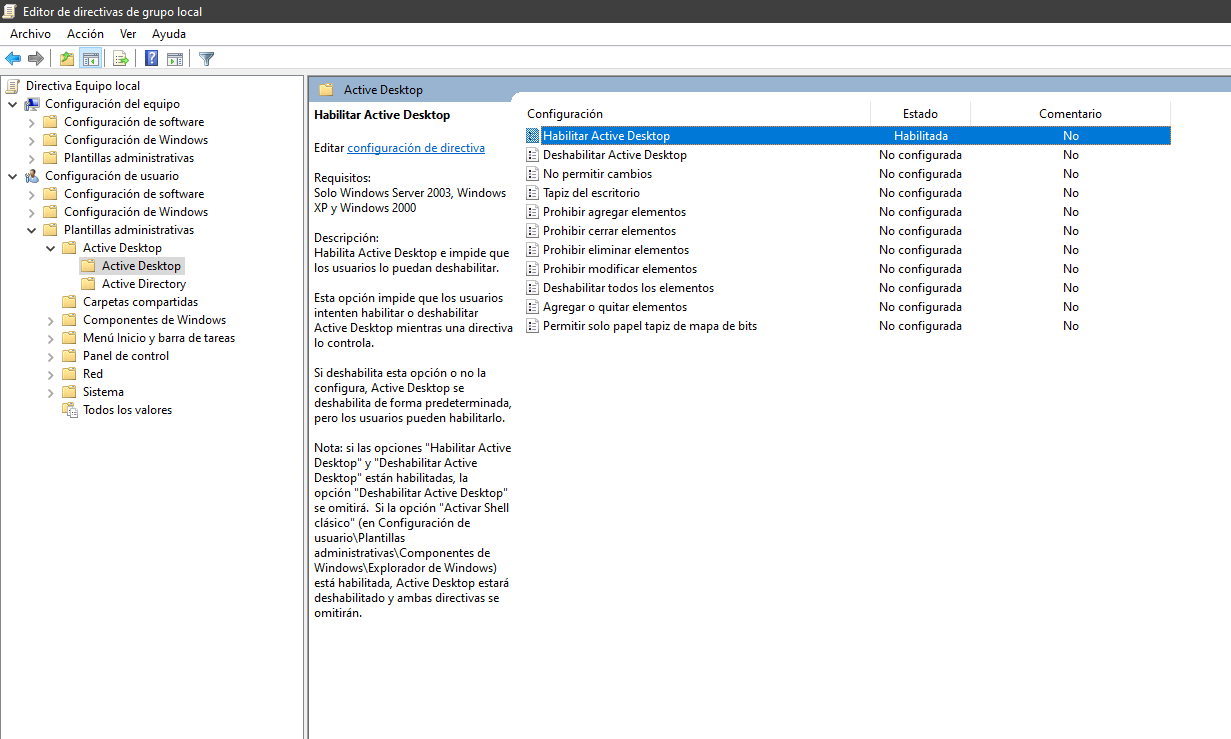 Editor de directivas de grupo local
Archivo Acción Ver Ayuda
Directiva Equipo local
Configuración del equipo
Configuración de software
Configuración de Windows
Plantillas administrativas
Configuración de usuario
Configuración de software
Configuración de Windows
Plantillas administrativas
Active Desktop
Active Desktop
Active Directory
Carpetas compartidas
Componentes de Windows
Menú Inicio y barra de tareas
Panel de control
Red
Sistema
Todos los valores
Active Desktop
Habilitar Active Desktop
Editar configuración de directiva
Requisitos:
Solo Windows Server 2003, Windows
XP y Windows 2000
Descripción:
Habilita Active Desktop e impide que
los usuarios lo puedan deshabilitar.
Esta opción impide que los usuarios
intenten habilitar o deshabilitar
Active Desktop mientras una directiva
lo controla.
Si deshabilita esta opción o no la
configura, Active Desktop se
deshabilita de forma predeterminada,
pero los usuarios pueden habilitarlo.
Nota: si las opciones "Habilitar Active
Desktop" y "Deshabilitar Active
Desktop" están habilitadas, la
opción "Deshabilitar Active Desktop"
se omitirá.  Si la opción "Activar Shell
clásico" (en Configuración de
usuario\Plantillas
administrativas\Componentes de
Windows\Explorador de Windows)
está habilitada, Active Desktop estará
deshabilitado y ambas directivas se
omitirán.
Configuración Estado Comentario
Habilitar Active Desktop Habilitada No
Deshabilitar Active Desktop No configurada No
No permitir cambios No configurada No
Tapiz del escritorio No configurada No
Prohibir agregar elementos No configurada No
Prohibir cerrar elementos No configurada No
Prohibir eliminar elementos No configurada No
Prohibir modificar elementos No configurada No
Deshabilitar todos los elementos No configurada No
Agregar o quitar elementos No configurada No
Permitir solo papel tapiz de mapa de bits No configurada No